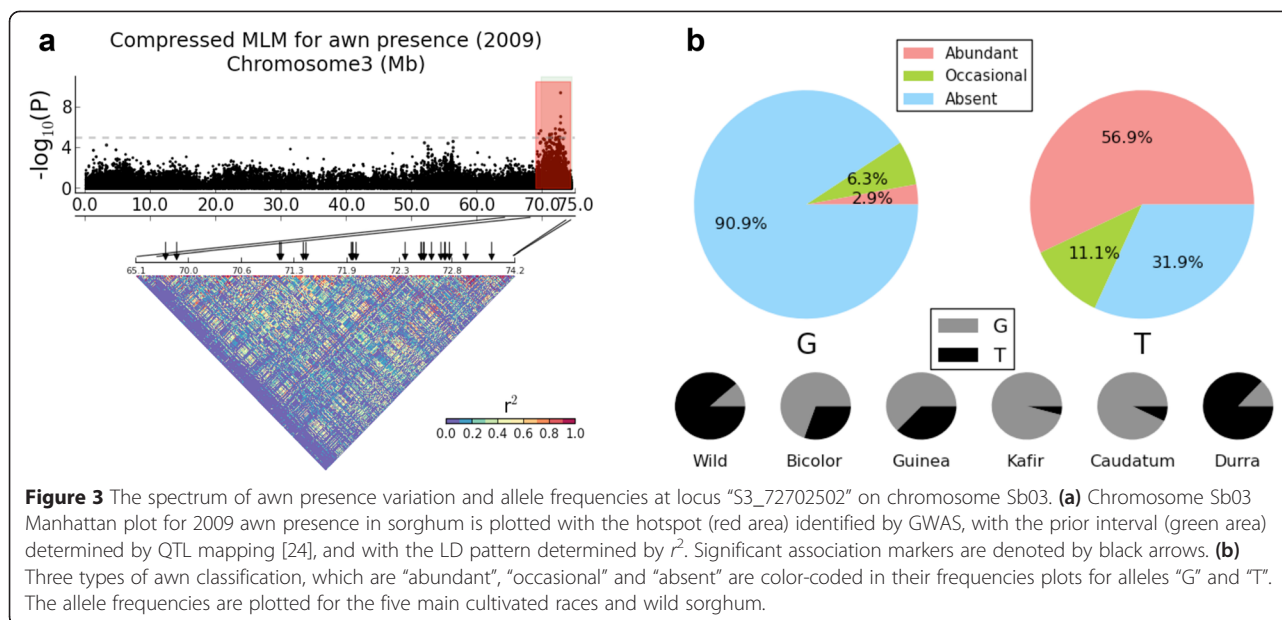 a
Compressed MLM for awn presence (2009)
Chromosome3 (Mb)
-log10(P)
8
4
0
0.0 10.0 20.0 30.0 40.0 50.0 60.0 70.0 75.0
65.1 70.0 70.6 71.3 71.9 72.3 72.8 74.2
r²
0.0 0.2 0.4 0.6 0.8 1.0
b
Abundant
Occasional
Absent
6.3%
2.9%
90.9%
56.9%
11.1%
31.9%
G
T
G
T
Wild Bicolor Guinea Kafir Caudatum Durra
Figure 3 The spectrum of awn presence variation and allele frequencies at locus “S3_72702502” on chromosome Sb03. (a) Chromosome Sb03
Manhattan plot for 2009 awn presence in sorghum is plotted with the hotspot (red area) identified by GWAS, with the prior interval (green area)
determined by QTL mapping [24], and with the LD pattern determined by r². Significant association markers are denoted by black arrows. (b)
Three types of awn classification, which are “abundant”, “occasional” and “absent” are color-coded in their frequencies plots for alleles “G” and “T”.
The allele frequencies are plotted for the five main cultivated races and wild sorghum.